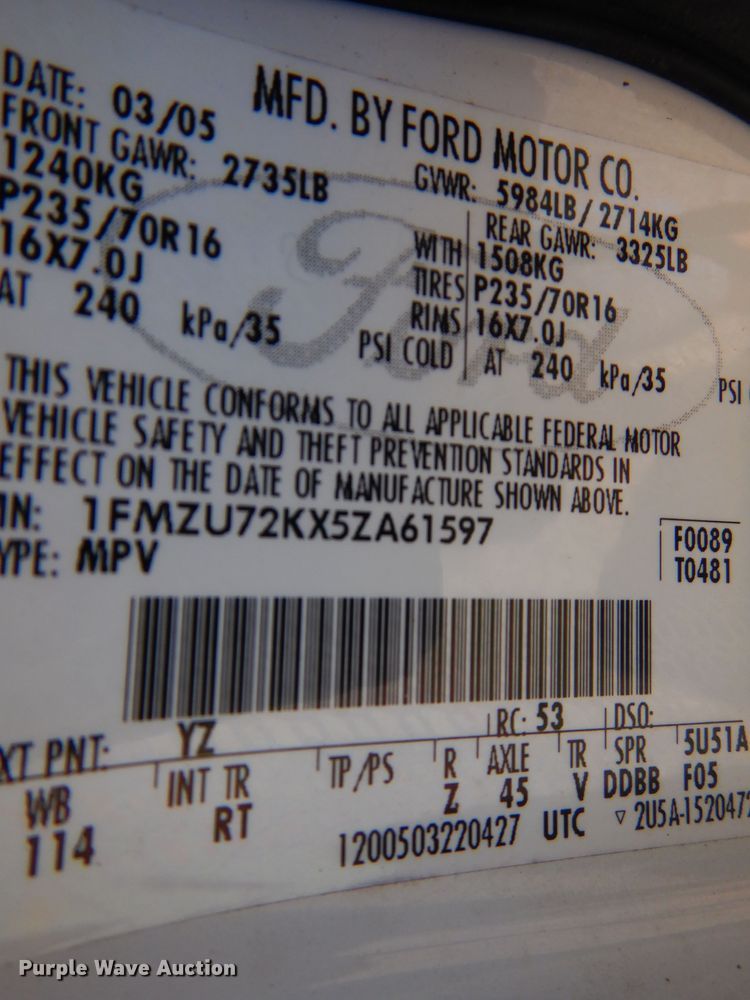 MFD. BY FORD MOTOR CO.
DATE: 03/05 GVWR: 5984LB/ 2714KG
FRONT GAWR: 2735LB REAR GAWR: 3325LB
1240KG WITH 1508KG
P235/70R16 TIRES P235/70R16
16X7.0J RIMS 16X7.0J
AT 240 kPa/35 PSI COLD AT 240 kPa/35 PSI
THIS VEHICLE CONFORMS TO ALL APPLICABLE FEDERAL MOTOR
VEHICLE SAFETY AND THEFT PREVENTION STANDARDS IN
EFFECT ON THE DATE OF MANUFACTURE SHOWN ABOVE.
IN: 1FMZU72KX5ZA61597 F0089
YPE: MPV T0481
XT PNT: YZ RC: 53 DSO:
WB INT TR TP/PS R AXLE TR SPR 5U51A
114 RT Z 45 V DDBB F05
1200503220427 UTC ▽ 2U5A-1520472
Ford
Purple Wave Auction